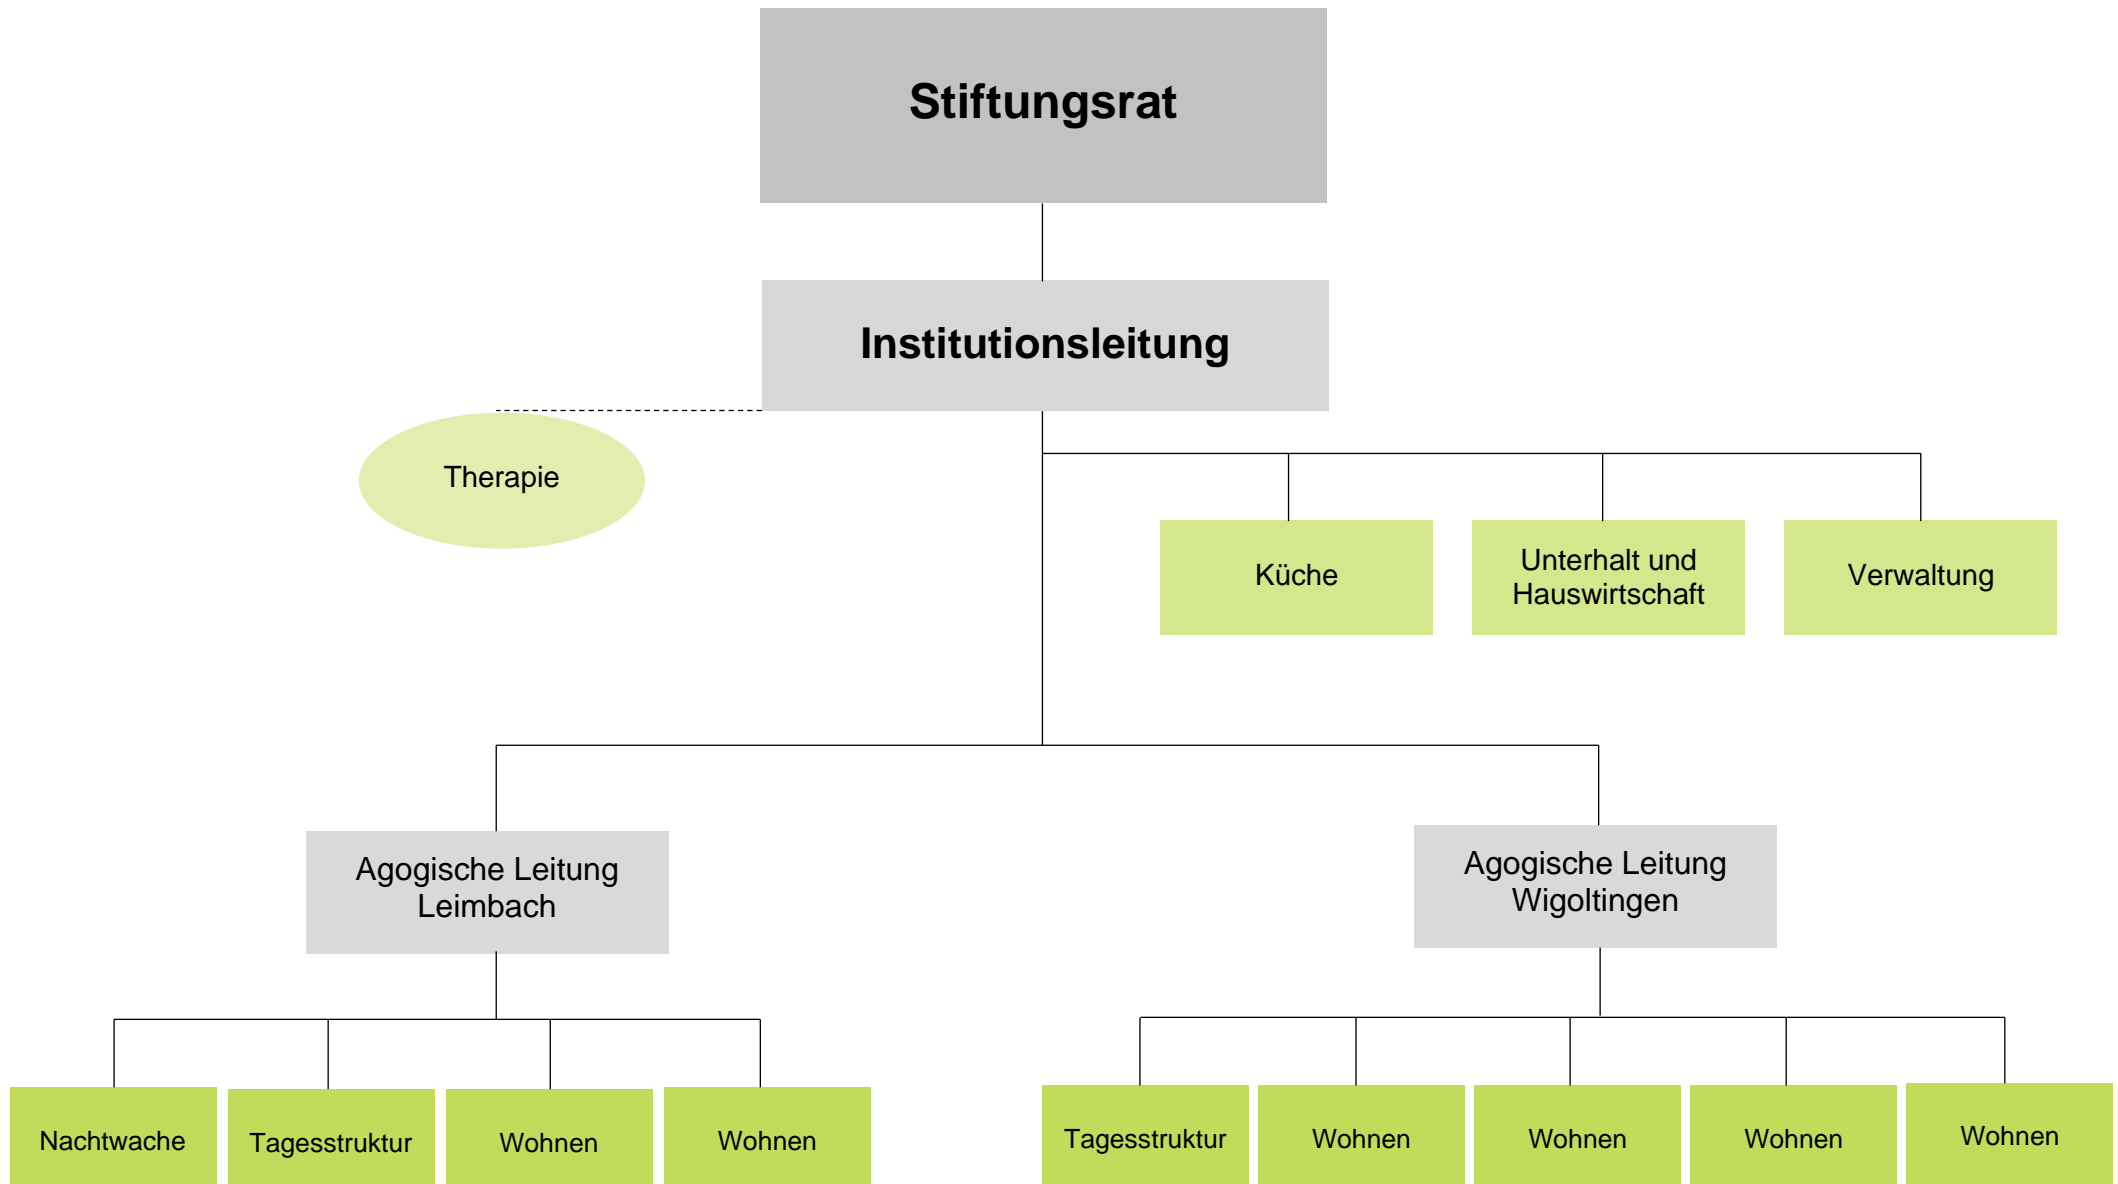 Stiftungsrat
Institutionsleitung
Therapie
Küche
Unterhalt und
Hauswirtschaft
Verwaltung
Agogische Leitung
Leimbach
Agogische Leitung
Wigoltingen
Nachtwache
Tagesstruktur
Wohnen
Wohnen
Tagesstruktur
Wohnen
Wohnen
Wohnen
Wohnen